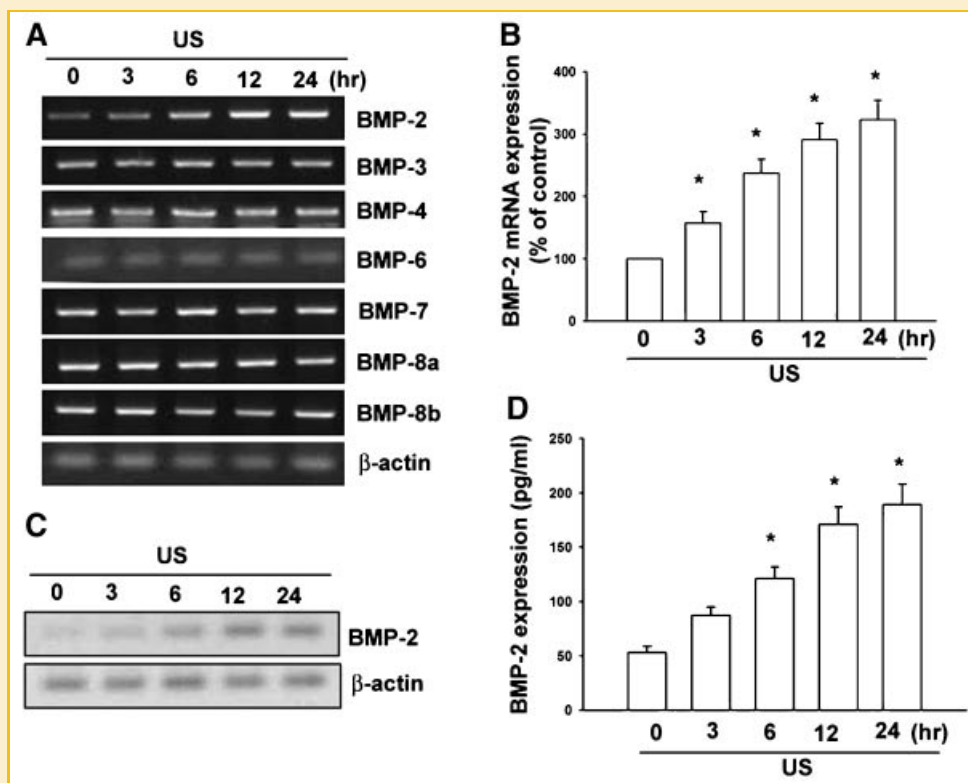 A
US
0 3 6 12 24 (hr)
BMP-2
BMP-3
BMP-4
BMP-6
BMP-7
BMP-8a
BMP-8b
β-actin
B
BMP-2 mRNA expression
(% of control)
400
300
200
100
0
* * * *
0 3 6 12 24 (hr)
US
C
US
0 3 6 12 24
BMP-2
β-actin
D
BMP-2 expression (pg/ml)
250
200
150
100
50
0
* * *
0 3 6 12 24 (hr)
US